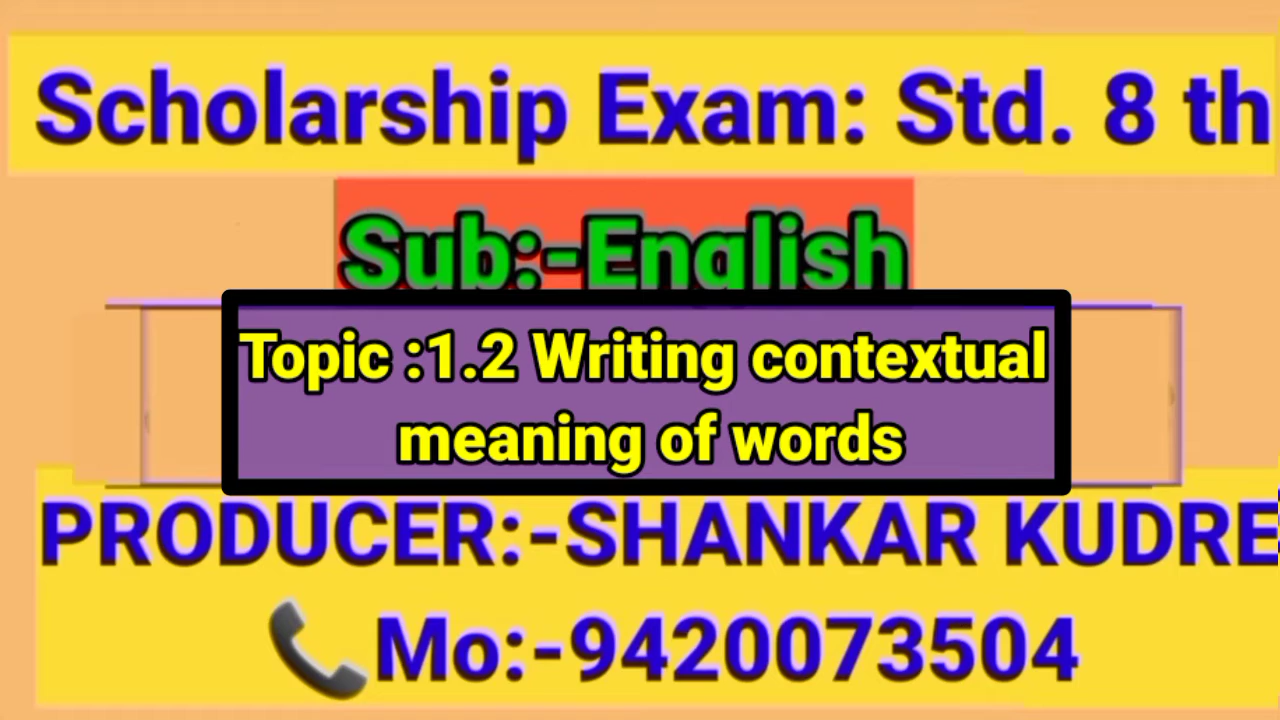 Scholarship Exam: Std. 8 th
Sub:-English
Topic :1.2 Writing contextual
meaning of words
PRODUCER:-SHANKAR KUDRE
Mo:-9420073504